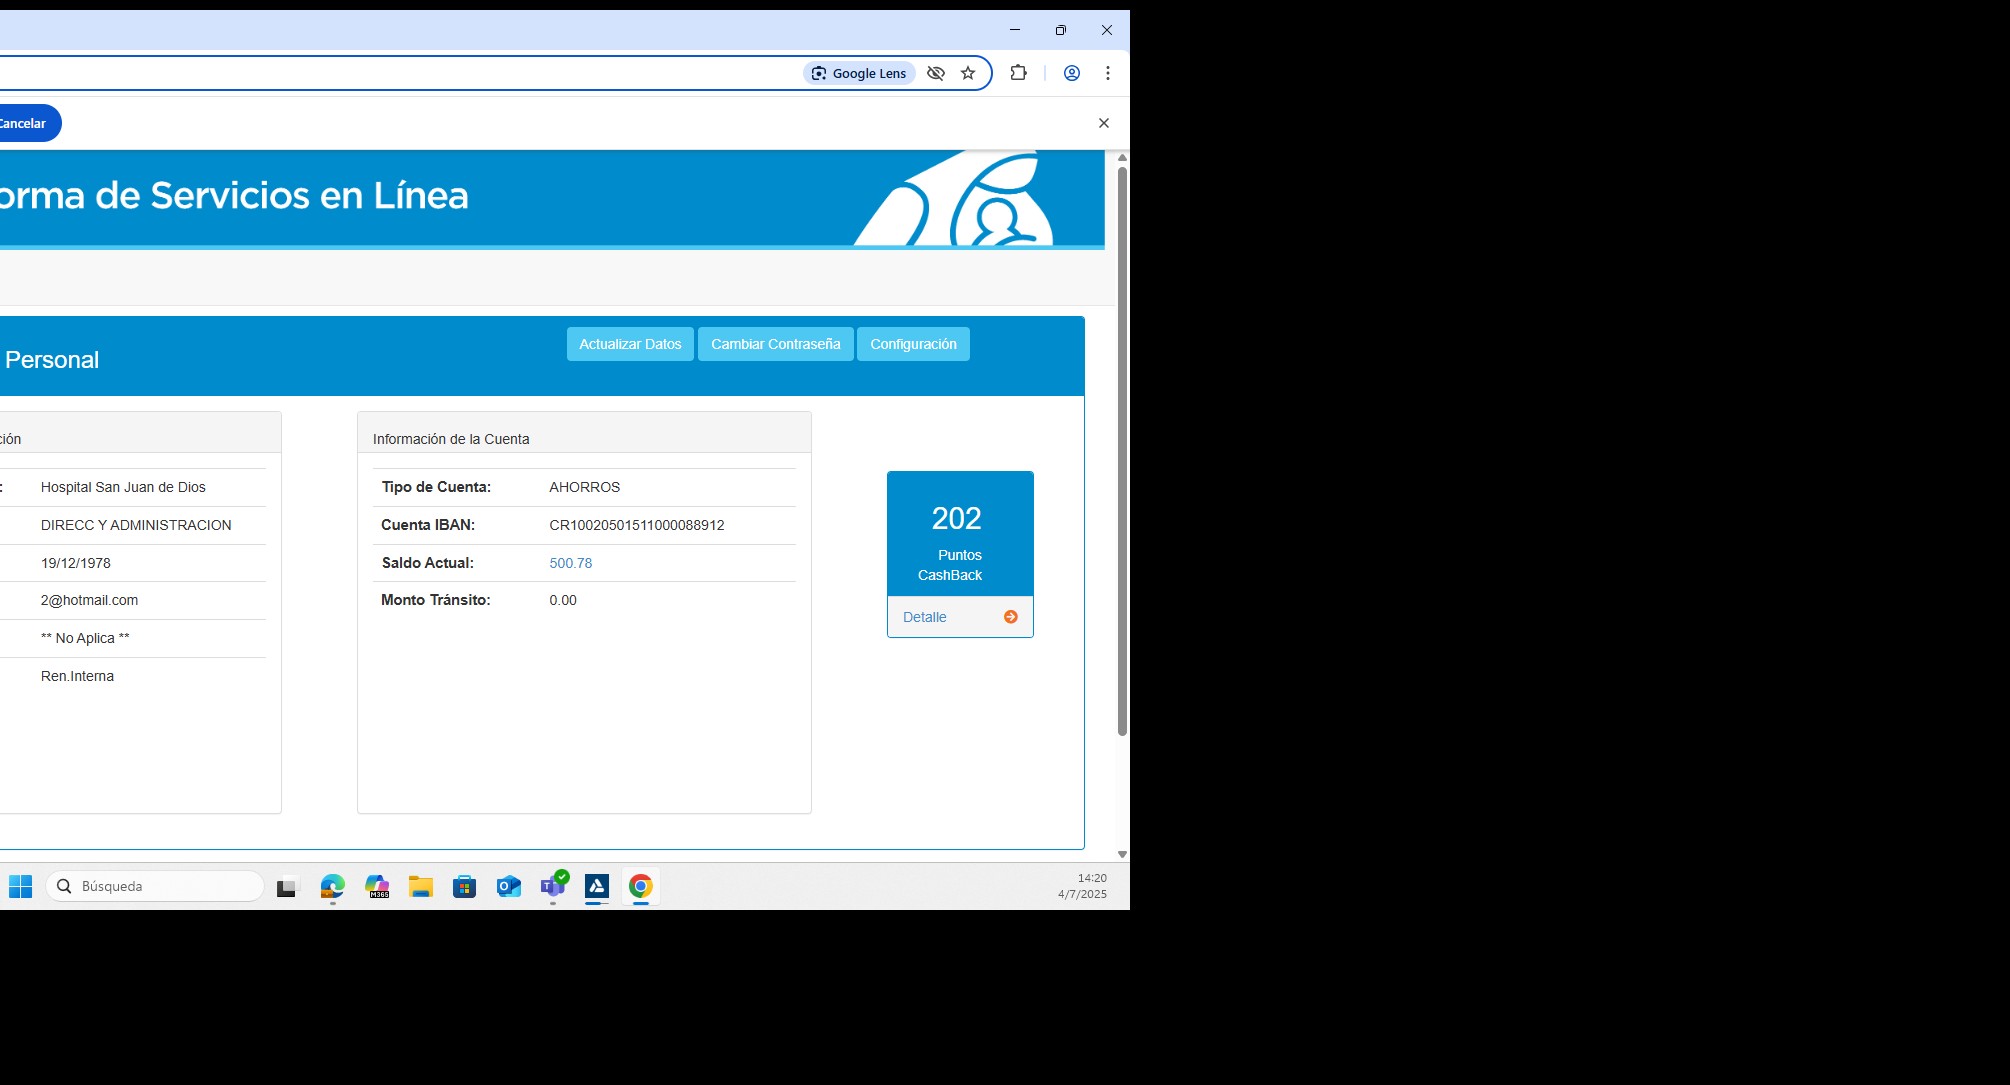 Google Lens
Cancelar
orma de Servicios en Línea
Personal
Actualizar Datos
Cambiar Contraseña
Configuración
ción
: Hospital San Juan de Dios
DIRECC Y ADMINISTRACION
19/12/1978
2@hotmail.com
** No Aplica **
Ren.Interna
Información de la Cuenta
Tipo de Cuenta: AHORROS
Cuenta IBAN: CR10020501511000088912
Saldo Actual: 500.78
Monto Tránsito: 0.00
202
Puntos
CashBack
Detalle
Búsqueda
M365
14:20
4/7/2025